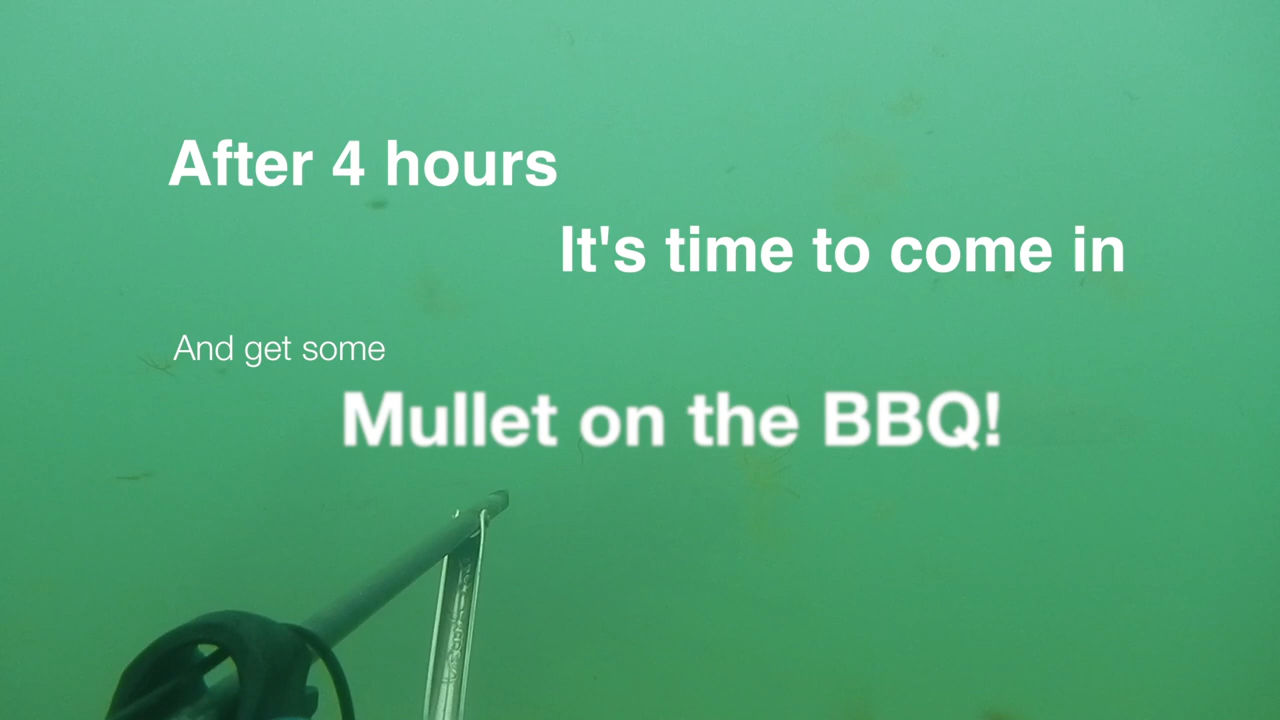 After 4 hours
It's time to come in
And get some
Mullet on the BBQ!